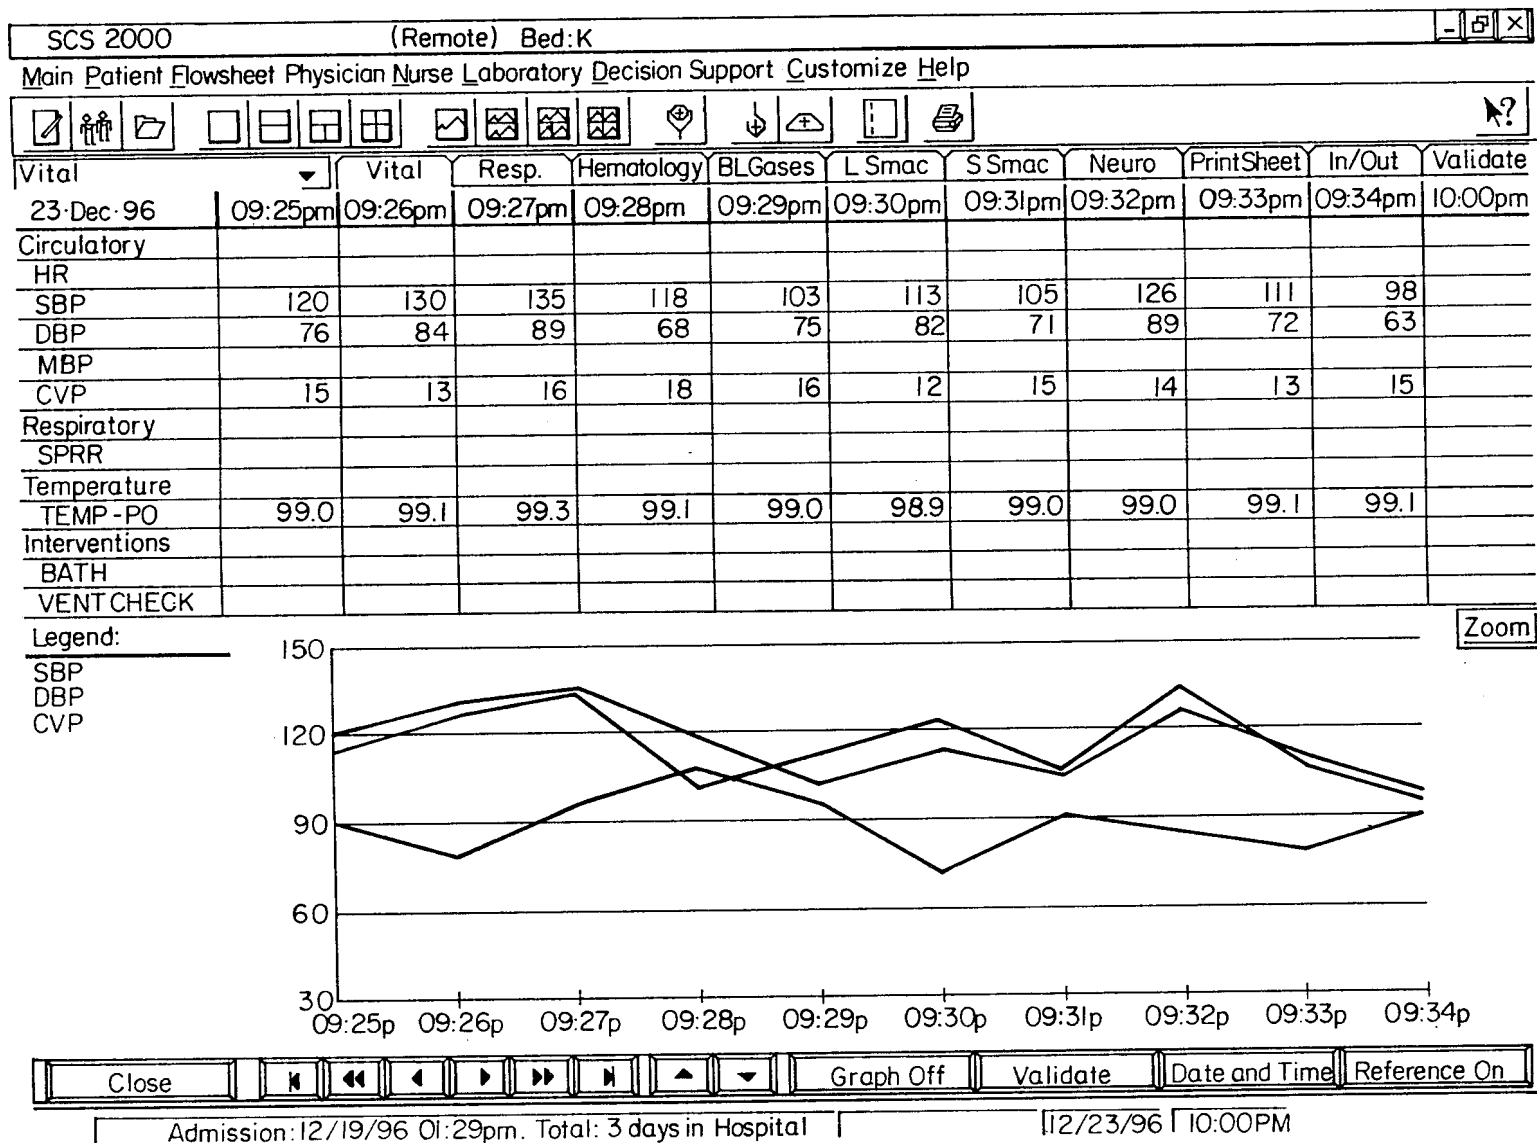 SCS 2000 (Remote) Bed:K
Main Patient Flowsheet Physician Nurse Laboratory Decision Support Customize Help
?
Vital Vital Resp. Hematology BLGases L Smac S Smac Neuro PrintSheet In/Out Validate
23·Dec·96 09:25pm 09:26pm 09:27pm 09:28pm 09:29pm 09:30pm 09:31pm 09:32pm 09:33pm 09:34pm 10:00pm
Circulatory
HR
SBP 120 130 135 118 103 113 105 126 111 98
DBP 76 84 89 68 75 82 71 89 72 63
MBP
CVP 15 13 16 18 16 12 15 14 13 15
Respiratory
SPRR
Temperature
TEMP-PO 99.0 99.1 99.3 99.1 99.0 98.9 99.0 99.0 99.1 99.1
Interventions
BATH
VENT CHECK
Legend:
SBP
DBP
CVP
Zoom
150
120
90
60
30
09:25p 09:26p 09:27p 09:28p 09:29p 09:30p 09:31p 09:32p 09:33p 09:34p
Close Graph Off Validate Date and Time Reference On
Admission:12/19/96 01:29pm. Total: 3 days in Hospital 12/23/96 10:00PM